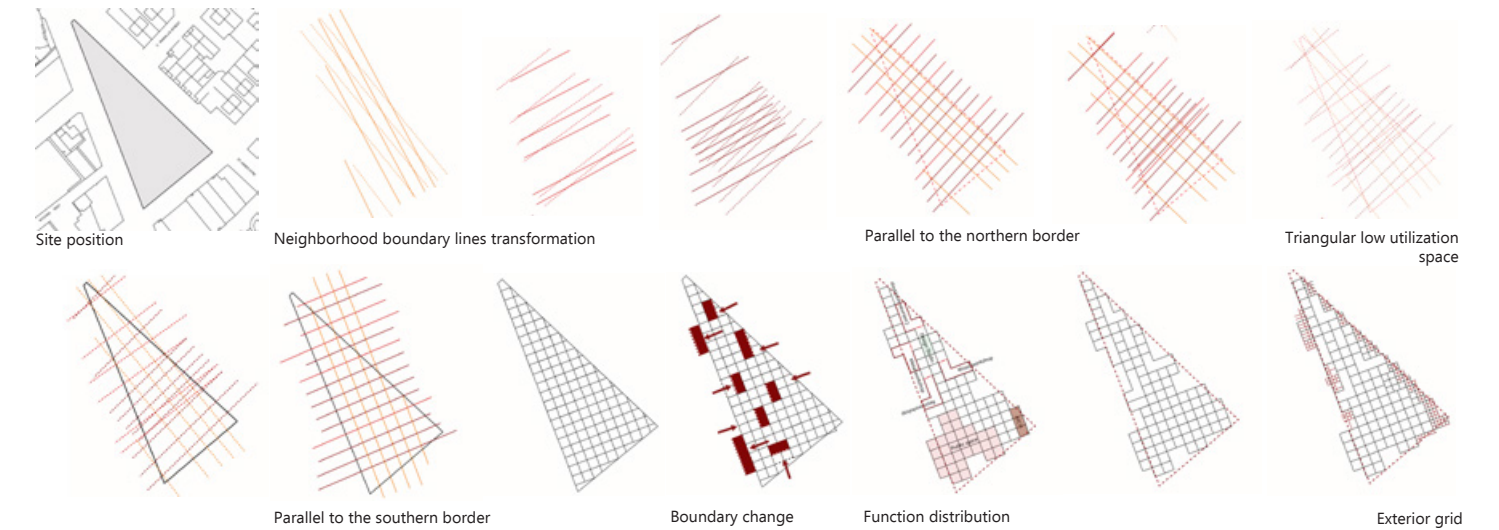 Site position
Neighborhood boundary lines transformation
Parallel to the northern border
Triangular low utilization
space
Parallel to the southern border
Boundary change
Function distribution
Exterior grid